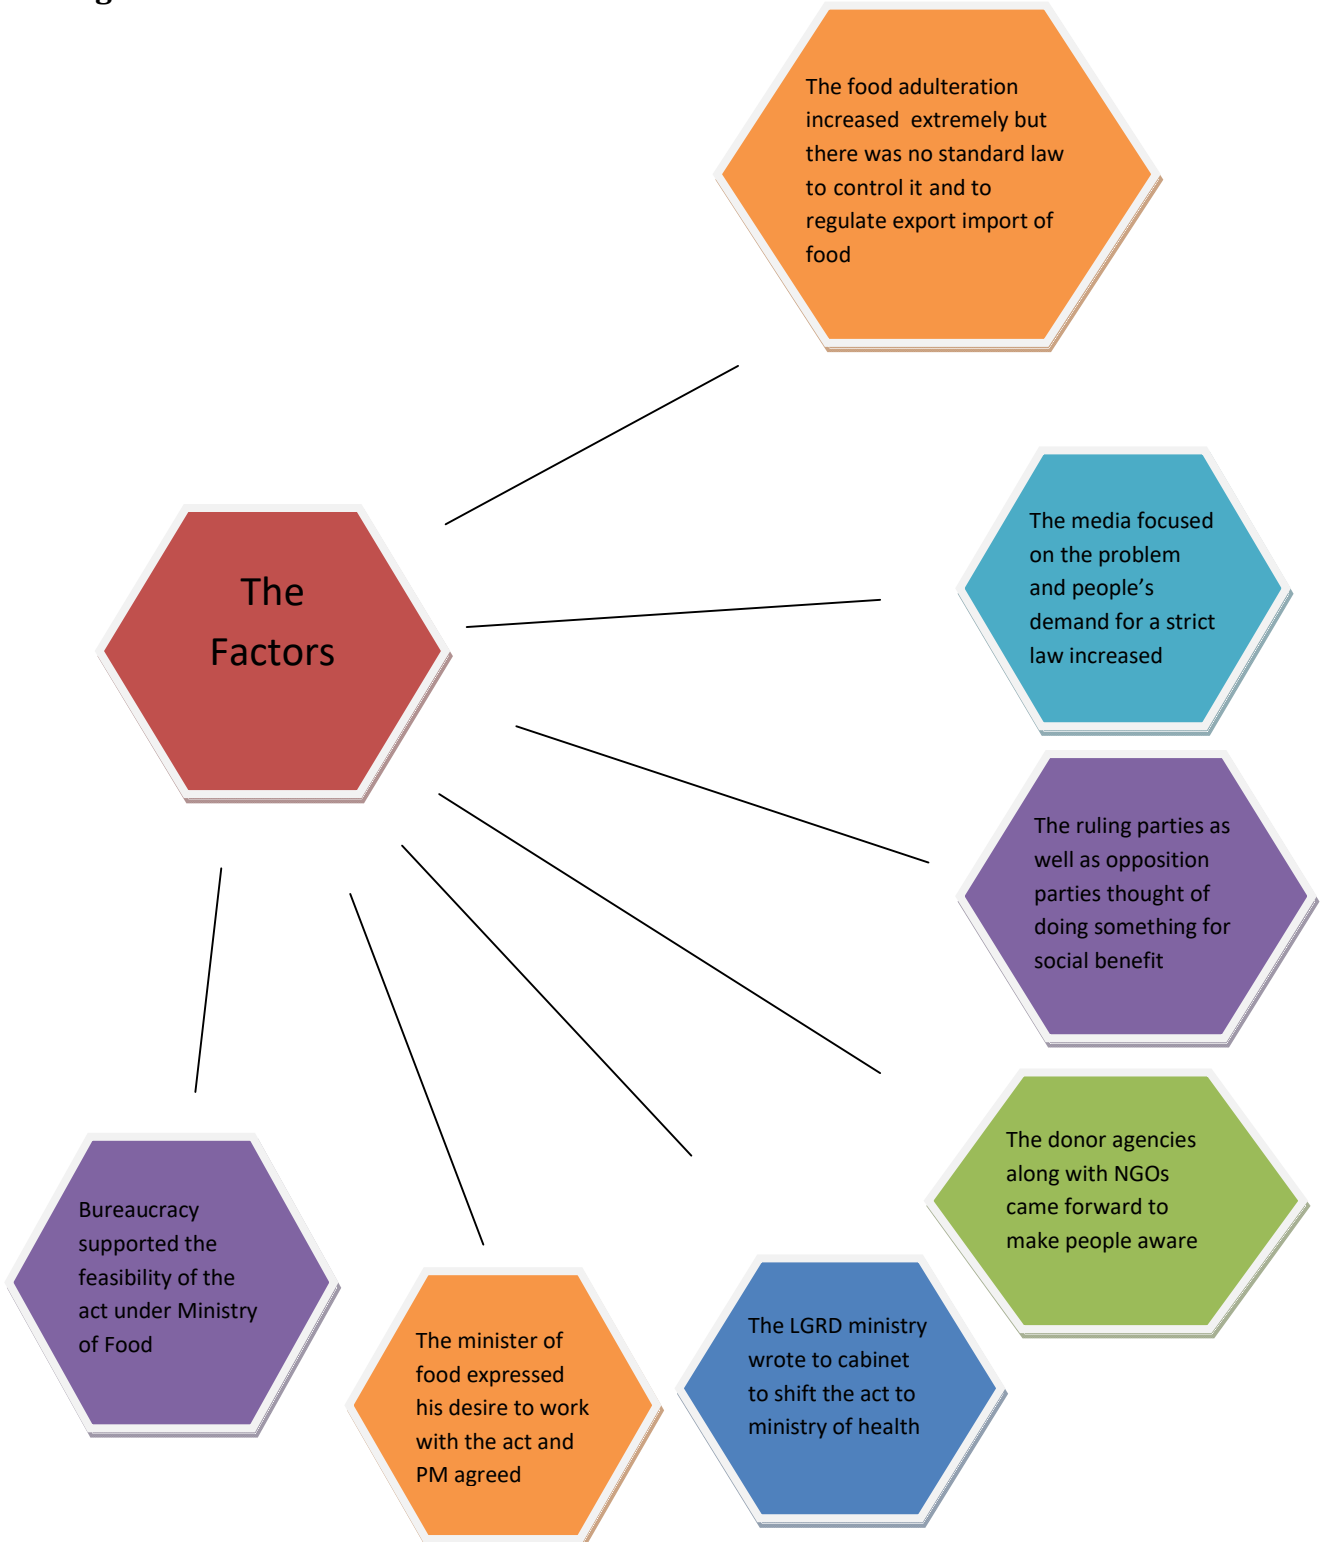 The food adulteration
increased  extremely but
there was no standard law
to control it and to
regulate export import of
food
The
Factors
The media focused
on the problem
and people’s
demand for a strict
law increased
The ruling parties as
well as opposition
parties thought of
doing something for
social benefit
The donor agencies
along with NGOs
came forward to
make people aware
The LGRD ministry
wrote to cabinet
to shift the act to
ministry of health
The minister of
food expressed
his desire to work
with the act and
PM agreed
Bureaucracy
supported the
feasibility of the
act under Ministry
of Food